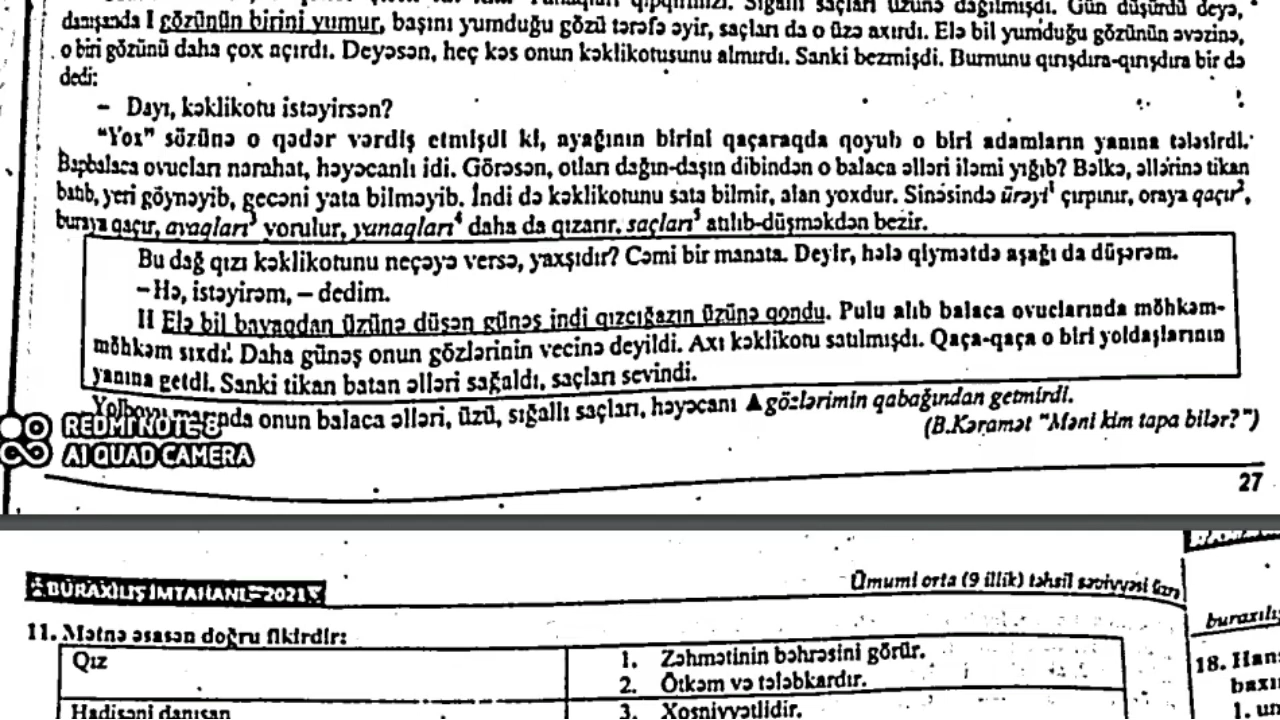 danışanda I gözünün birini yumur, başını yumduğu gözü tərəfə əyir, saçları da o üzə axırdı. Elə bil yumduğu gözünün əvəzinə,
o biri gözünü daha çox açırdı. Deyəsən, heç kəs onun kəklikotusunu almırdı. Sanki bezmişdi. Burnunu qırışdıra-qırışdıra bir də
dedi:
– Dayı, kəklikotu istəyirsən?
"Yox" sözünə o qədər vərdiş etmişdi ki, ayağının birini qaçaraqda qoyub o biri adamların yanına tələsirdi.
Bapbalaca ovucları narahat, həyəcanlı idi. Görəsən, otları dağın-daşın dibindən o balaca əlləri iləmi yığıb? Bəlkə, əllərinə tikan
batıb, yeri göynəyib, gecəni yata bilməyib. İndi də kəklikotunu sata bilmir, alan yoxdur. Sinəsində ürəyi¹ çırpınır, oraya qaçır²,
buraya qaçır, ayaqları³ yorulur, yanaqları⁴ daha da qızarır, saçları⁵ atılıb-düşməkdən bezir.
Bu dağ qızı kəklikotunu neçəyə versə, yaxşıdır? Cəmi bir manata. Deyir, hələ qiymətdə aşağı da düşərəm.
– Hə, istəyirəm, – dedim.
II Elə bil bayaqdan üzünə düşən günəş indi qızcığazın üzünə qondu. Pulu alıb balaca ovuclarında möhkəm-
möhkəm sıxdı. Daha günəş onun gözlərinin vecinə deyildi. Axı kəklikotu satılmışdı. Qaça-qaça o biri yoldaşlarının
yanına getdi. Sanki tikan batan əlləri sağaldı, saçları sevindi.
Yolboyu onun balaca əlləri, üzü, sığallı saçları, həyəcanı ▲gözlərimin qabağından getmirdi.
(B.Kəramət "Məni kim tapa bilər?")
REDMI NOTE 8
AI QUAD CAMERA
27
BURAXILIŞ İMTAHANI – 2021
Ümumi orta (9 illik) təhsil səviyyəsi üzrə
11. Mətnə əsasən doğru fikirdir:
Qız
1. Zəhmətinin bəhrəsini görür.
2. Ötkəm və tələbkardır.
Hadisəni danışan
3. Xoşniyyətlidir.
buraxılış
18.
1.